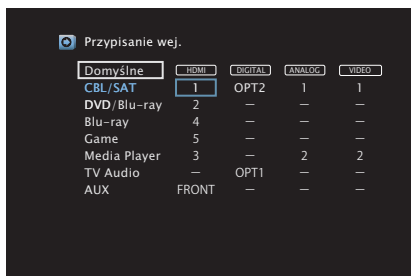 Przypisanie wej.
Domyślne HDMI DIGITAL ANALOG VIDEO
CBL/SAT 1 OPT2 1 1
DVD/Blu-ray 2 – – –
Blu-ray 4 – – –
Game 5 – – –
Media Player 3 – 2 2
TV Audio – OPT1 – –
AUX FRONT – – –